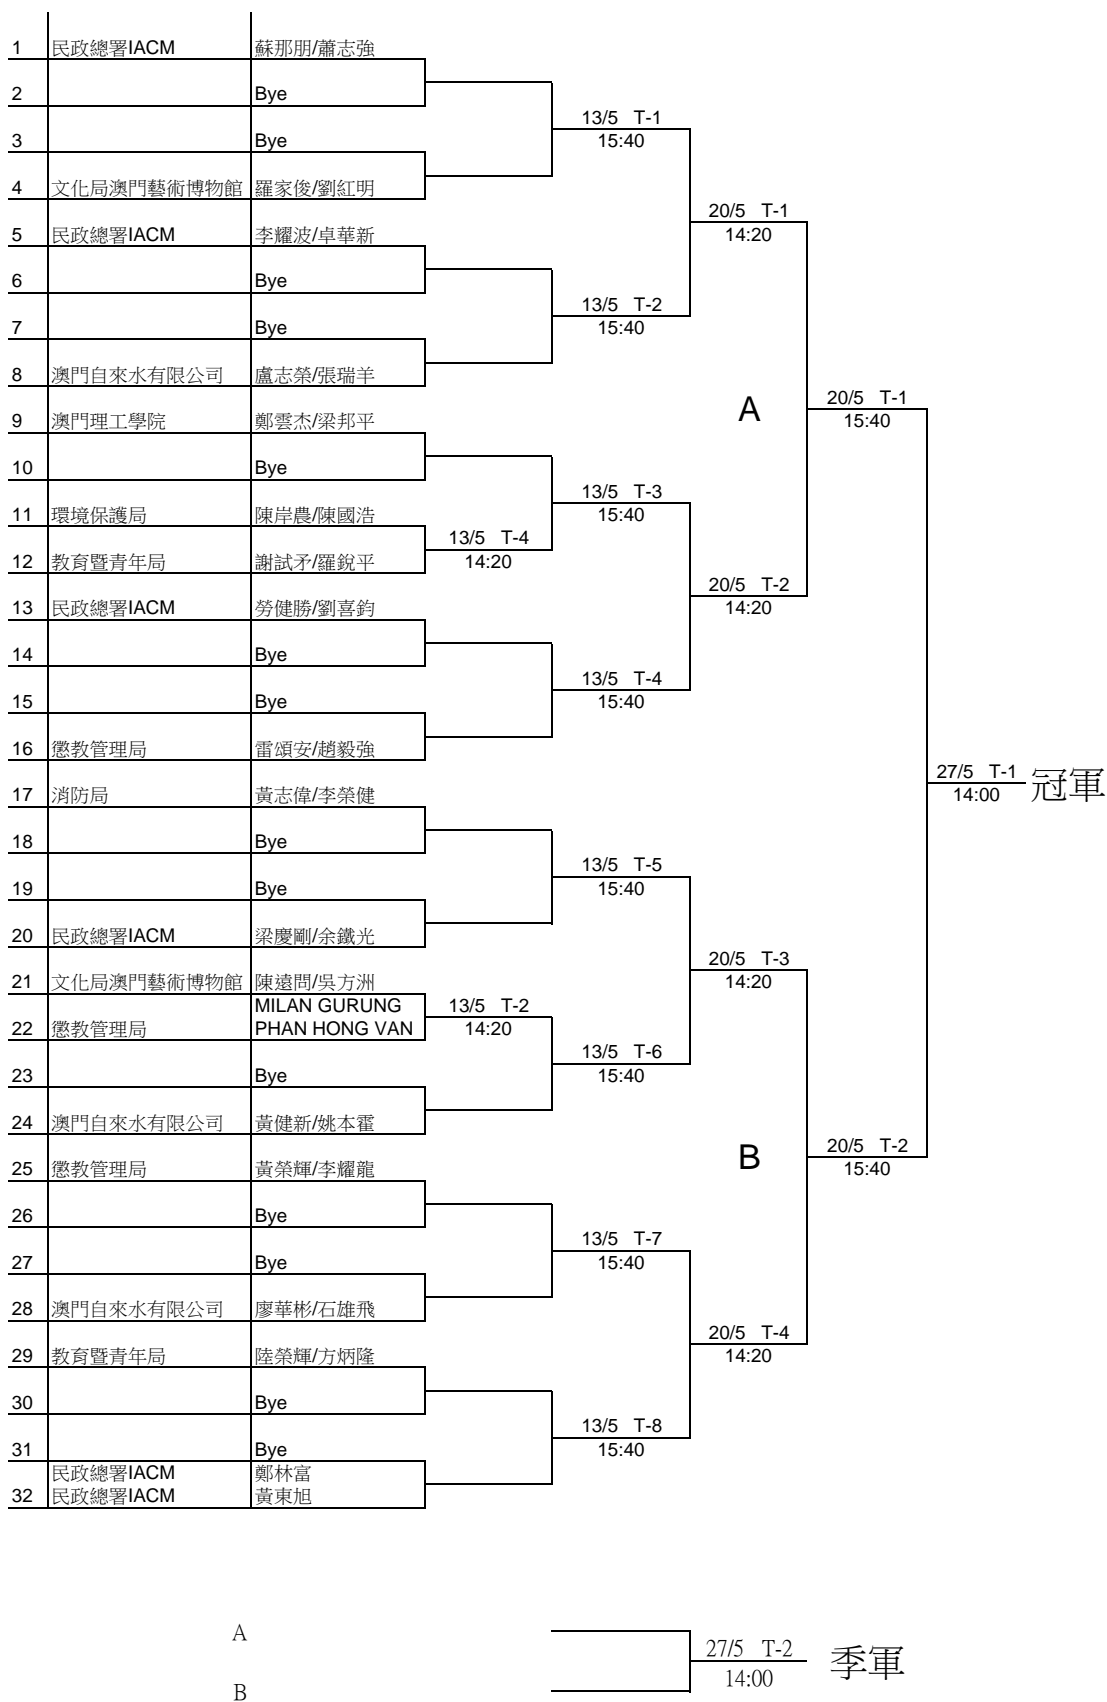 1 民政總署IACM 蘇那朋/蕭志強
2 Bye
13/5 T-1
3 Bye
15:40
4 文化局澳門藝術博物館 羅家俊/劉紅明
20/5 T-1
5 民政總署IACM 李耀波/卓華新
14:20
6 Bye
13/5 T-2
7 Bye
15:40
8 澳門自來水有限公司 盧志榮/張瑞羊
20/5 T-1
A
9 澳門理工學院 鄭雲杰/梁邦平
15:40
10 Bye
13/5 T-3
11 環境保護局 陳岸農/陳國浩
15:40
13/5 T-4
12 教育暨青年局 謝試矛/羅銳平
14:20
20/5 T-2
13 民政總署IACM 勞健勝/劉喜鈞
14:20
14 Bye
13/5 T-4
15 Bye
15:40
16 懲教管理局 雷頌安/趙毅強
27/5 T-1
冠軍
17 消防局 黃志偉/李榮健
14:00
18 Bye
13/5 T-5
19 Bye
15:40
20 民政總署IACM 梁慶剛/余鐵光
20/5 T-3
21 文化局澳門藝術博物館 陳遠問/吳方洲
14:20
MILAN GURUNG
13/5 T-2
22 懲教管理局 PHAN HONG VAN
14:20
13/5 T-6
23 Bye
15:40
24 澳門自來水有限公司 黃健新/姚本霍
20/5 T-2
B
25 懲教管理局 黃榮輝/李耀龍
15:40
26 Bye
13/5 T-7
27 Bye
15:40
28 澳門自來水有限公司 廖華彬/石雄飛
20/5 T-4
29 教育暨青年局 陸榮輝/方炳隆
14:20
30 Bye
13/5 T-8
31 Bye
15:40
民政總署IACM 鄭林富
32 民政總署IACM 黃東旭
A
27/5 T-2
季軍
14:00
B